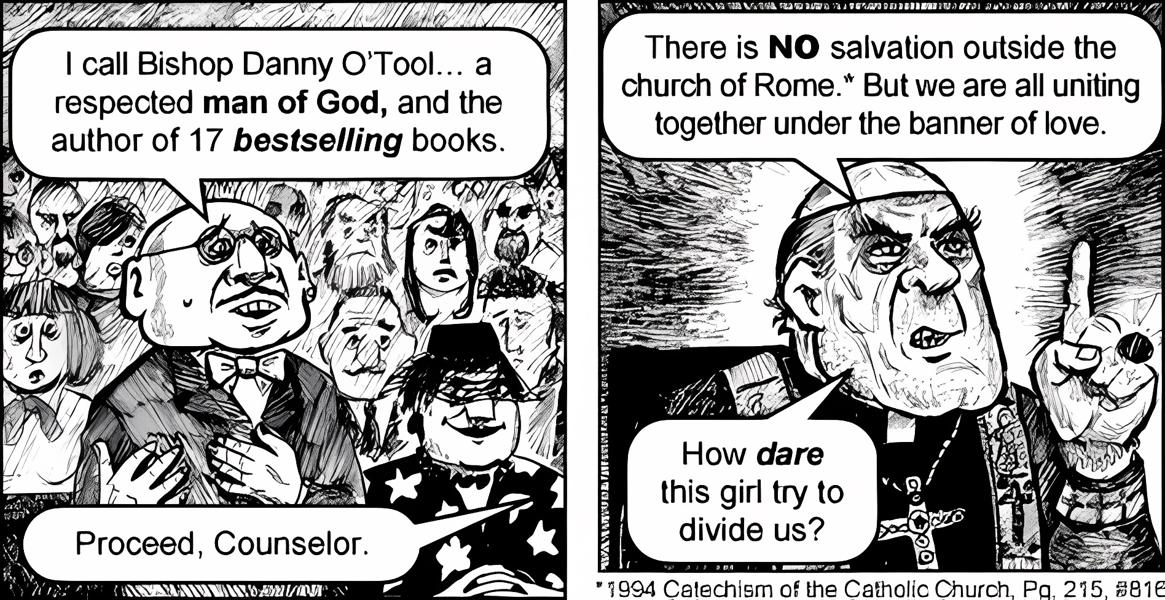 I call Bishop Danny O'Tool... a
respected man of God, and the
author of 17 bestselling books.
Proceed, Counselor.
There is NO salvation outside the
church of Rome.* But we are all uniting
together under the banner of love.
How dare
this girl try to
divide us?
*1994 Catechism of the Catholic Church, Pg, 215, #816